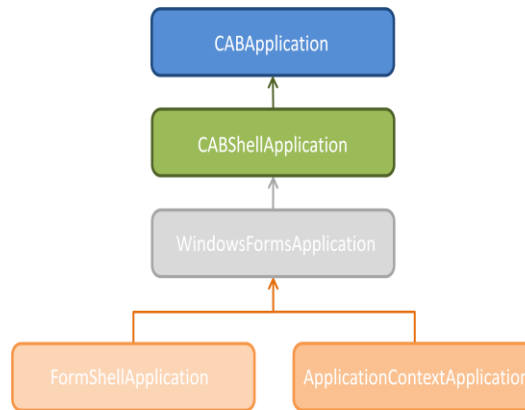 CABApplication
CABShellApplication
WindowsFormsApplication
FormShellApplication
ApplicationContextApplication